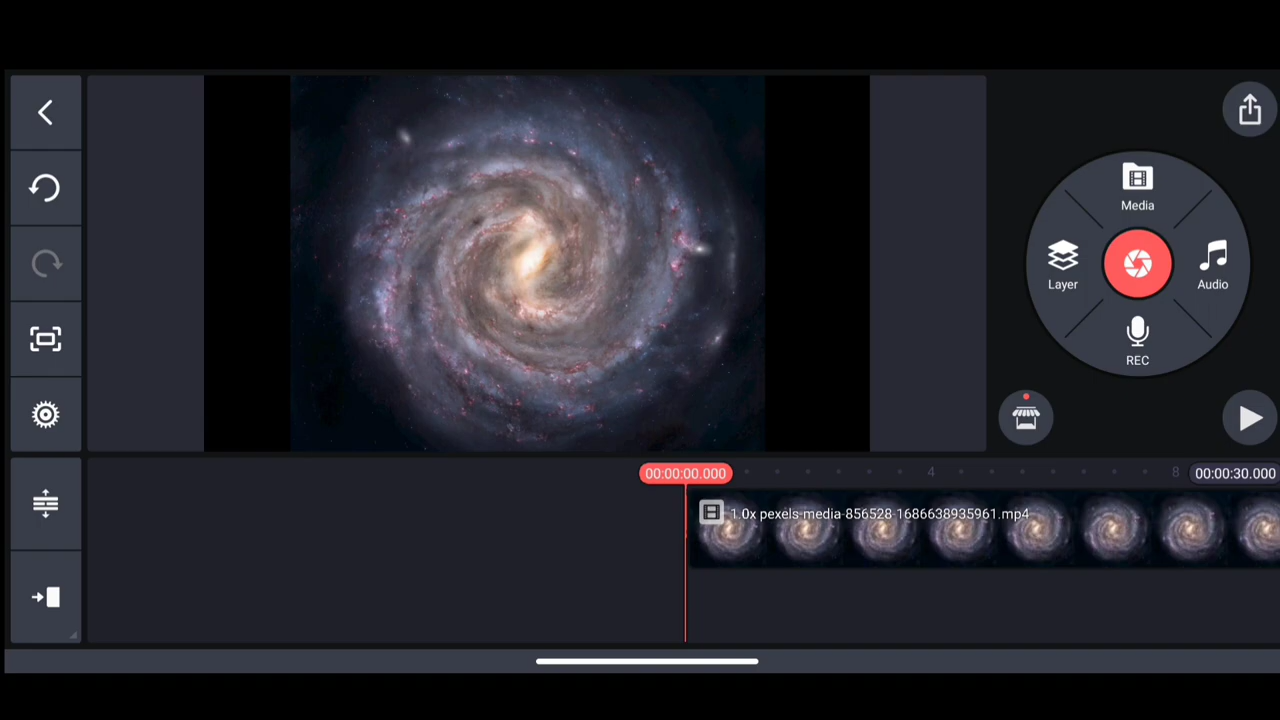 Media
Layer
Audio
REC
00:00:00.000
4
8
00:00:30.000
1.0x pexels-media-856528-1686638935961.mp4